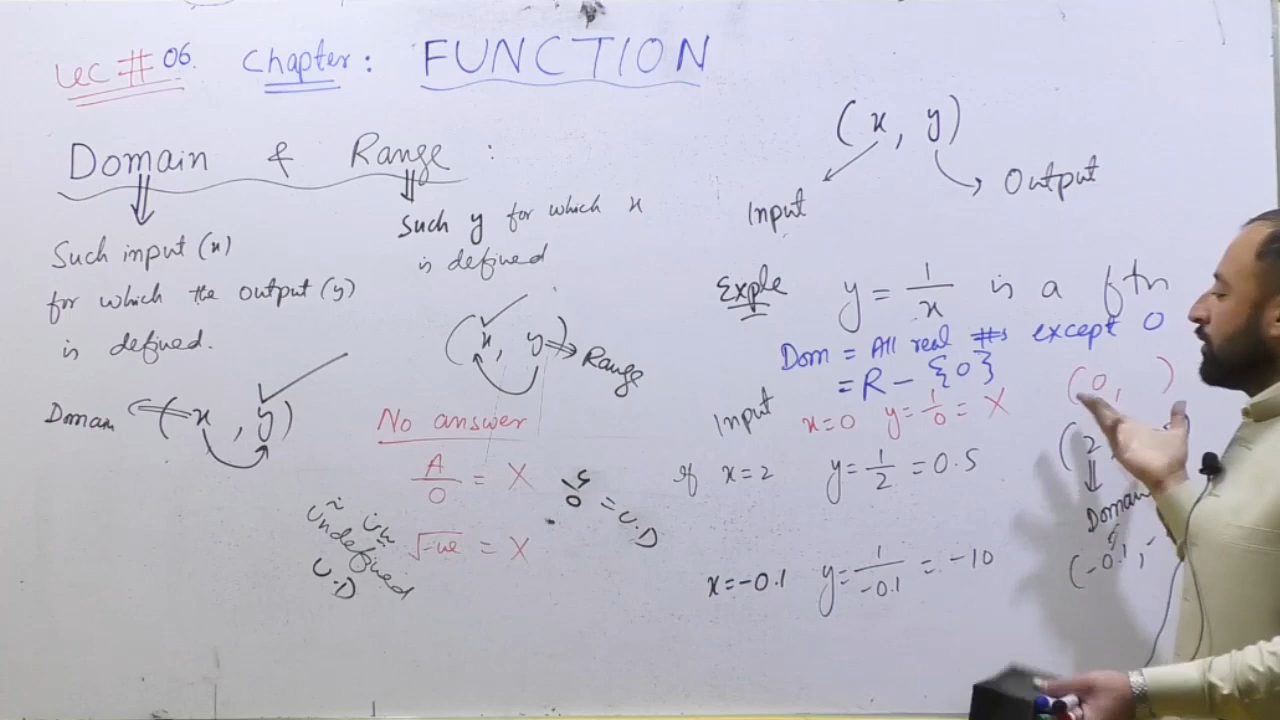 Lec # 06. Chapter: FUNCTION
Domain & Range :
Such input (x)
for which the output (y)
is defined.
Domain (x, y)
Such y for which x
is defined
(x, y) Range
No answer
A/0 = X
√-ve = X
undefined
U.D
5/0 = U.D
(x, y)
Input
Output
Exple y = 1/x is a ftn
Dom = All real #s except 0
= R - {0}
Input x=0 y=1/0 = X (0, )
If x=2 y=1/2 = 0.5 (2,
Domain
x=-0.1 y=1/-0.1 = -10 (-0.1, -